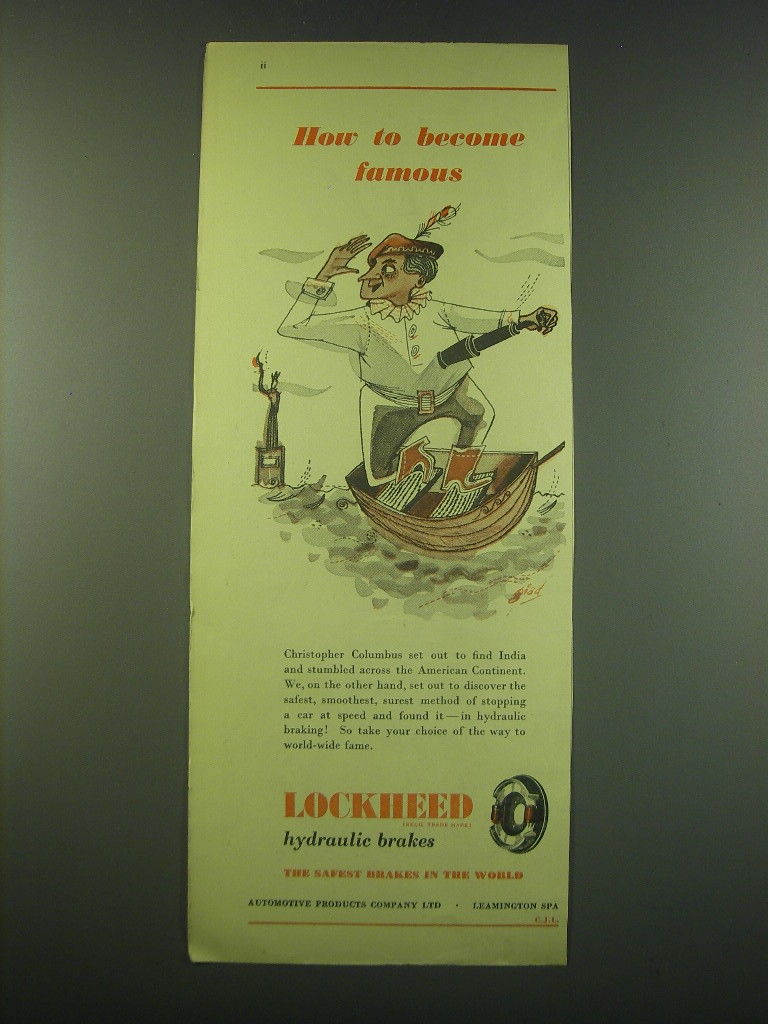 ii
How to become
famous
Christopher Columbus set out to find India
and stumbled across the American Continent.
We, on the other hand, set out to discover the
safest, smoothest, surest method of stopping
a car at speed and found it—in hydraulic
braking! So take your choice of the way to
world-wide fame.
LOCKHEED
(REGD. TRADE MARK)
hydraulic brakes
THE SAFEST BRAKES IN THE WORLD
AUTOMOTIVE PRODUCTS COMPANY LTD · LEAMINGTON SPA